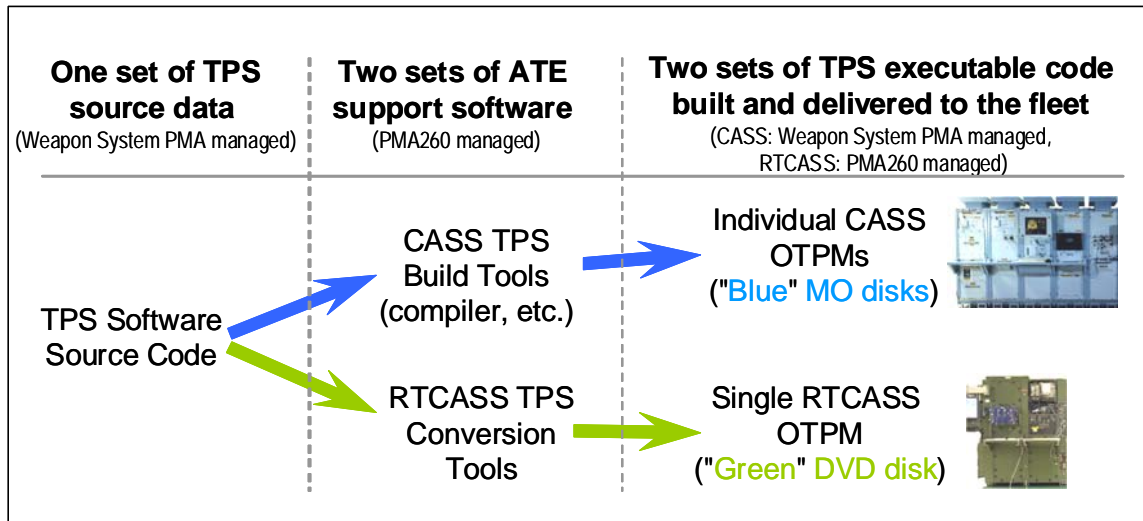 One set of TPS
source data
(Weapon System PMA managed)
Two sets of ATE
support software
(PMA260 managed)
Two sets of TPS executable code
built and delivered to the fleet
(CASS: Weapon System PMA managed,
RTCASS: PMA260 managed)
TPS Software
Source Code
CASS TPS
Build Tools
(compiler, etc.)
Individual CASS
OTPMs
("Blue" MO disks)
RTCASS TPS
Conversion
Tools
Single RTCASS
OTPM
("Green" DVD disk)